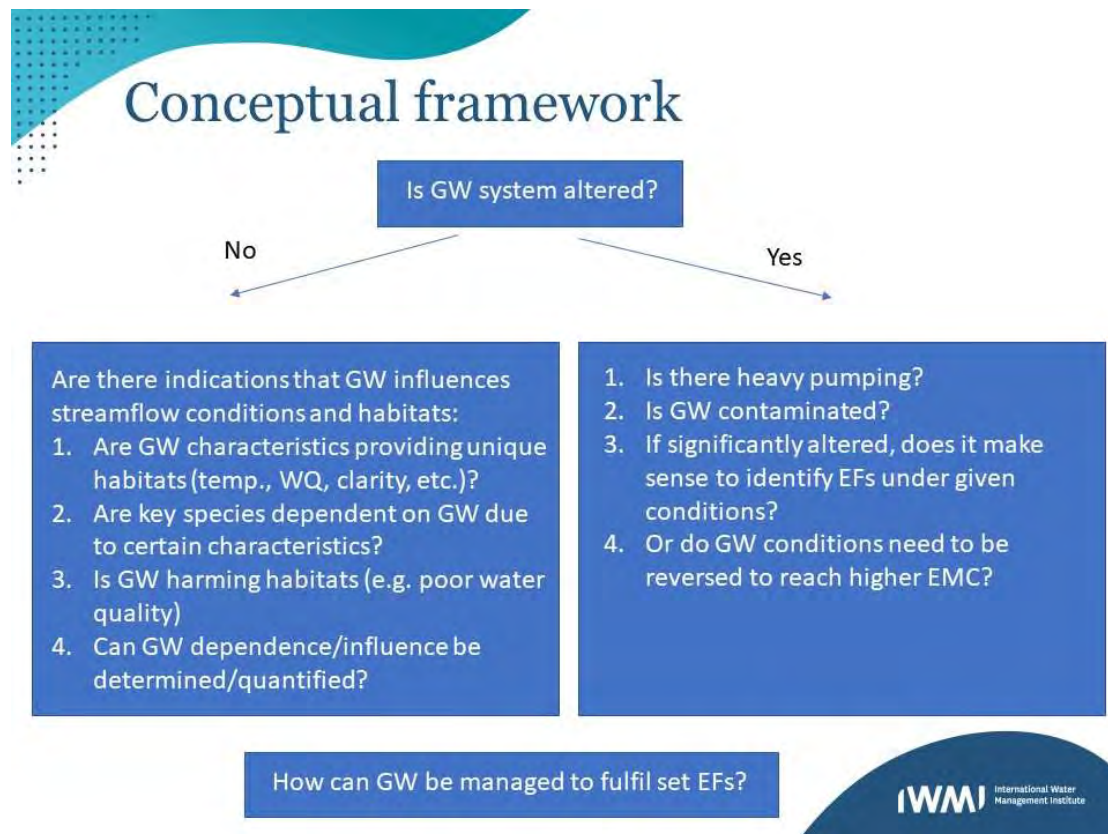 Conceptual framework
Is GW system altered?
No
Yes
Are there indications that GW influences
streamflow conditions and habitats:
1. Are GW characteristics providing unique
habitats (temp., WQ, clarity, etc.)?
2. Are key species dependent on GW due
to certain characteristics?
3. Is GW harming habitats (e.g. poor water
quality)
4. Can GW dependence/influence be
determined/quantified?
1. Is there heavy pumping?
2. Is GW contaminated?
3. If significantly altered, does it make
sense to identify EFs under given
conditions?
4. Or do GW conditions need to be
reversed to reach higher EMC?
How can GW be managed to fulfil set EFs?
IWMI
International Water
Management Institute